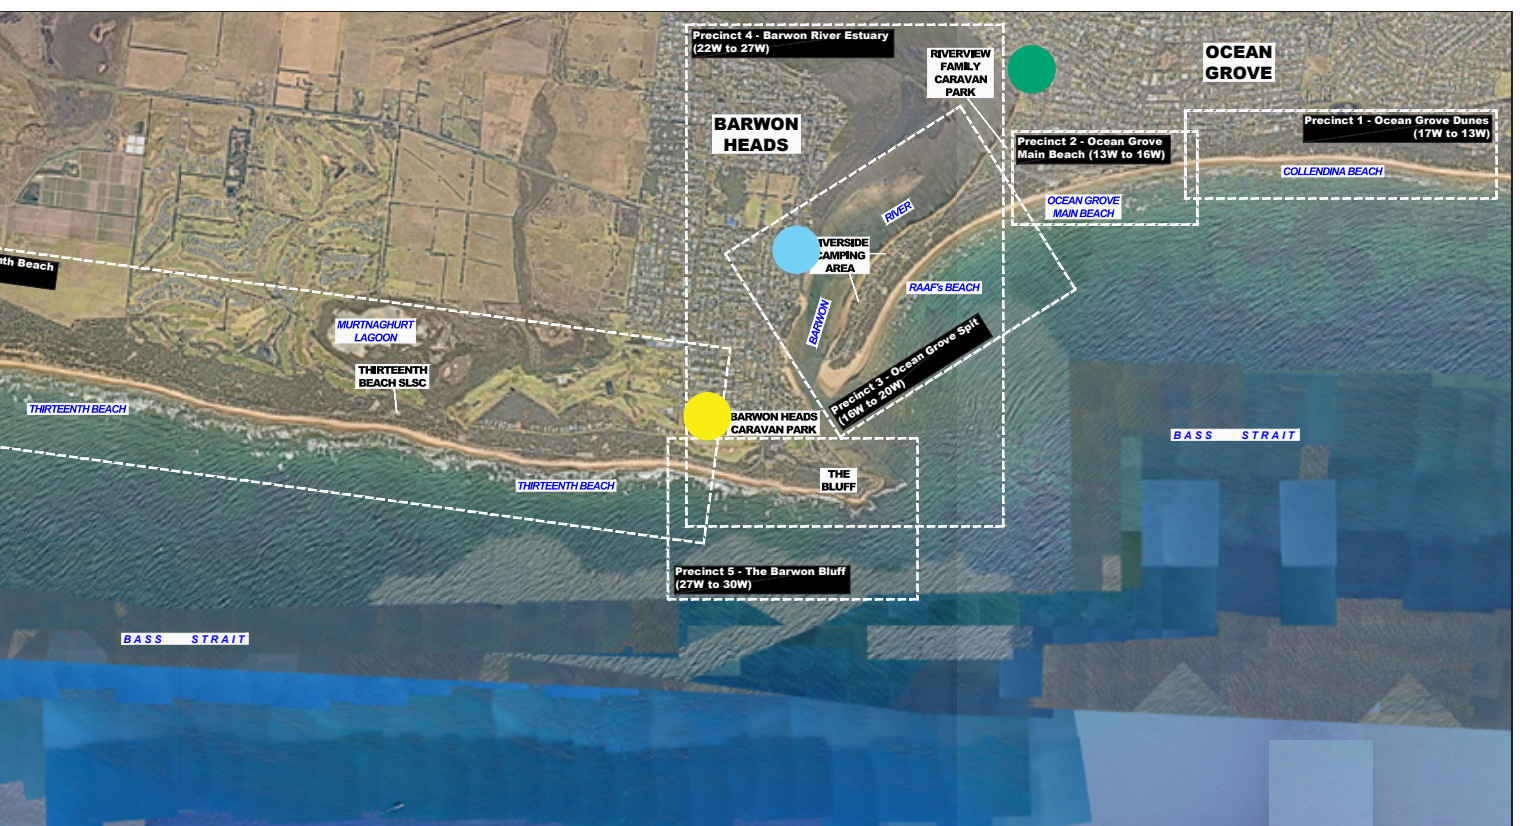 Precinct 4 - Barwon River Estuary
(22W to 27W)
RIVERVIEW
FAMILY
CARAVAN
PARK
OCEAN
GROVE
BARWON
HEADS
Precinct 1 - Ocean Grove Dunes
(17W to 13W)
Precinct 2 - Ocean Grove
Main Beach (13W to 16W)
COLLENDINA BEACH
OCEAN GROVE
MAIN BEACH
RIVER
IVERSIDE
CAMPING
AREA
nth Beach
RAAF's BEACH
BARWON
MURTNAGHURT
LAGOON
Precinct 3 - Ocean Grove Spit
(16W to 20W)
THIRTEENTH
BEACH SLSC
THIRTEENTH BEACH
BARWON HEADS
CARAVAN PARK
BASS STRAIT
THE
BLUFF
THIRTEENTH BEACH
Precinct 5 - The Barwon Bluff
(27W to 30W)
BASS STRAIT